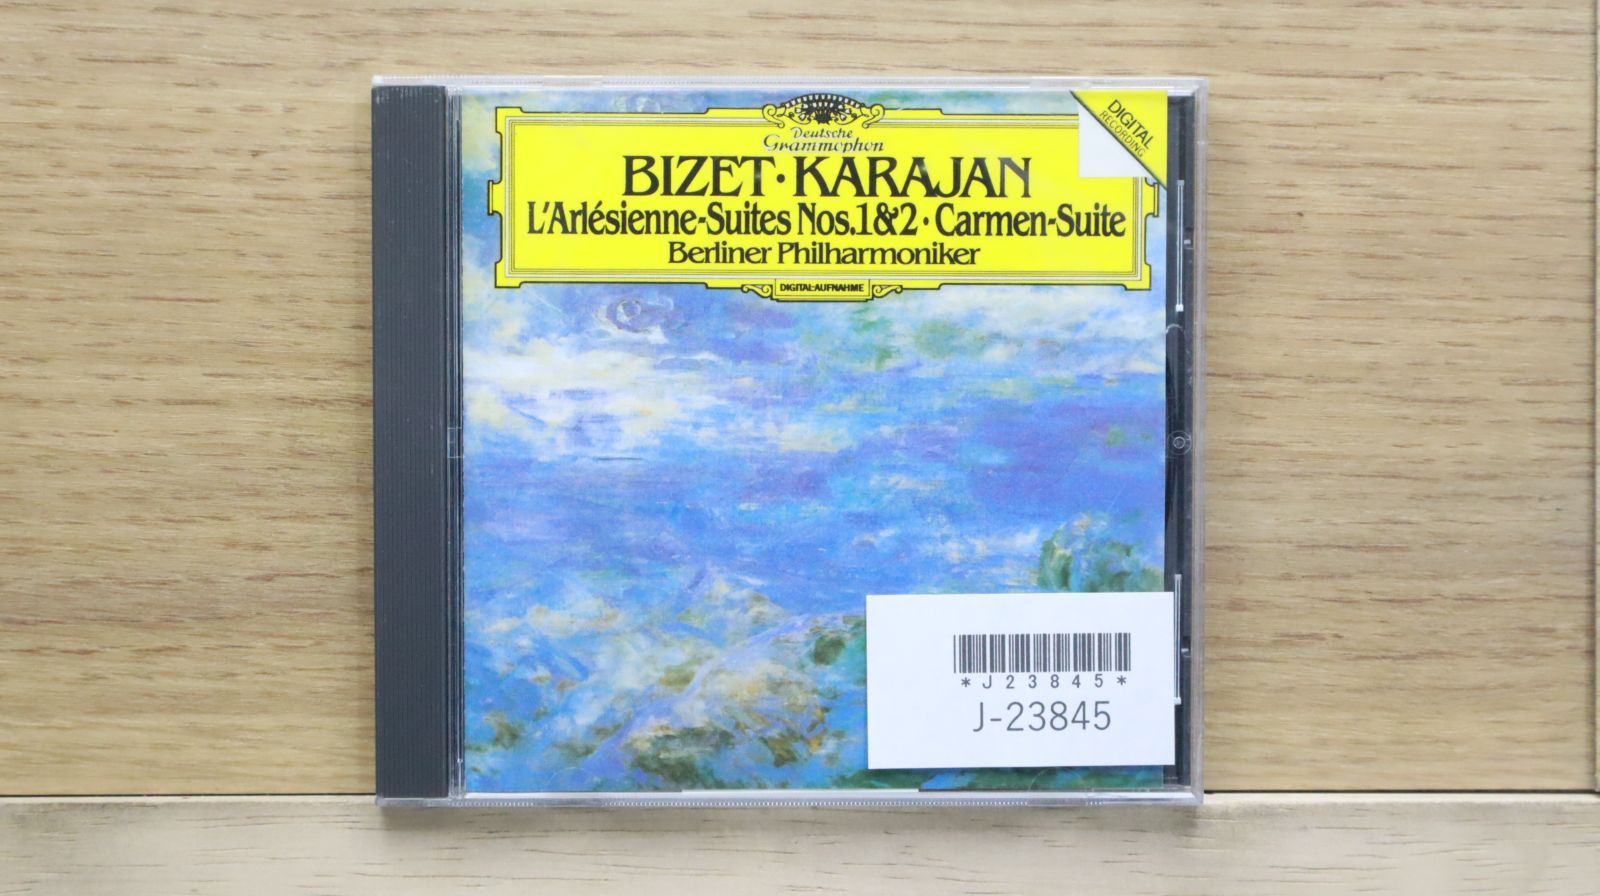 Deutsche
Grammophon
BIZET · KARAJAN
L'Arlésienne-Suites Nos.1&2 · Carmen-Suite
Berliner Philharmoniker
DIGITAL-AUFNAHME
DIGITAL
RECORDING
*J23845*
J-23845